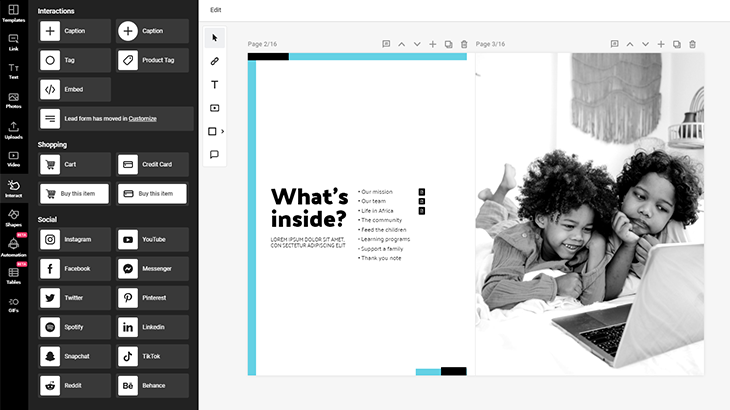 Templates
Link
Text
Photos
Uploads
Video
Interact
Shapes
BETA
Automation
BETA
Tables
Gif's
Interactions
Caption
Caption
Tag
Product Tag
Embed
Lead form has moved in Customize
Shopping
Cart
Credit Card
Buy this item
Buy this item
Social
Instagram
YouTube
Facebook
Messenger
Twitter
Pinterest
Spotify
Linkedin
Snapchat
TikTok
Reddit
Behance
Edit
Page 2/16
Page 3/16
What's
inside?
LOREM IPSUM DOLOR SIT AMET,
CON SECTETUR ADIPISCING ELIT
• Our mission
• Our team
• Life in Africa
• The community
• Feed the children
• Learning programs
• Support a family
• Thank you note